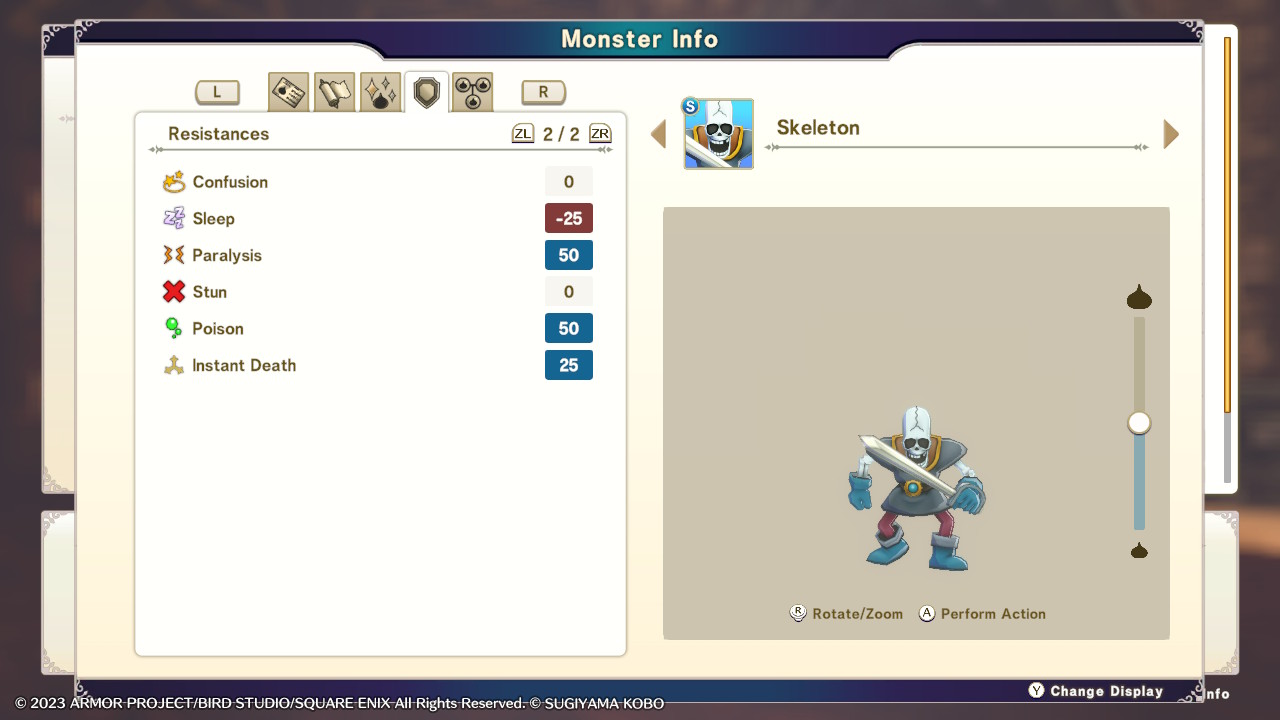 Monster Info
L
R
Resistances
ZL 2 / 2 ZR
S
Skeleton
Confusion 0
Sleep -25
Paralysis 50
Stun 0
Poison 50
Instant Death 25
R Rotate/Zoom A Perform Action
Y Change Display
nfo
© 2023 ARMOR PROJECT/BIRD STUDIO/SQUARE ENIX All Rights Reserved. © SUGIYAMA KOBO